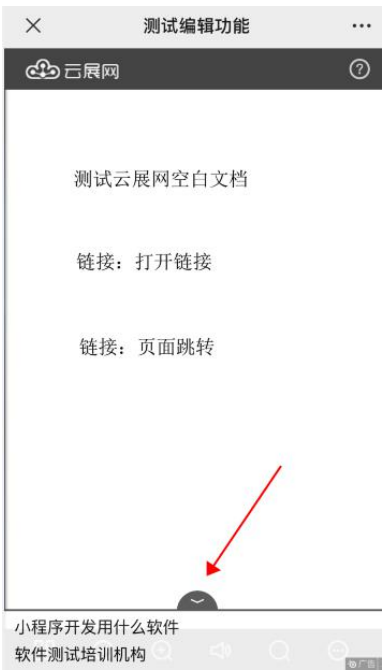 测试编辑功能
云展网
测试云展网空白文档
链接：打开链接
链接：页面跳转
小程序开发用什么软件
软件测试培训机构
广告